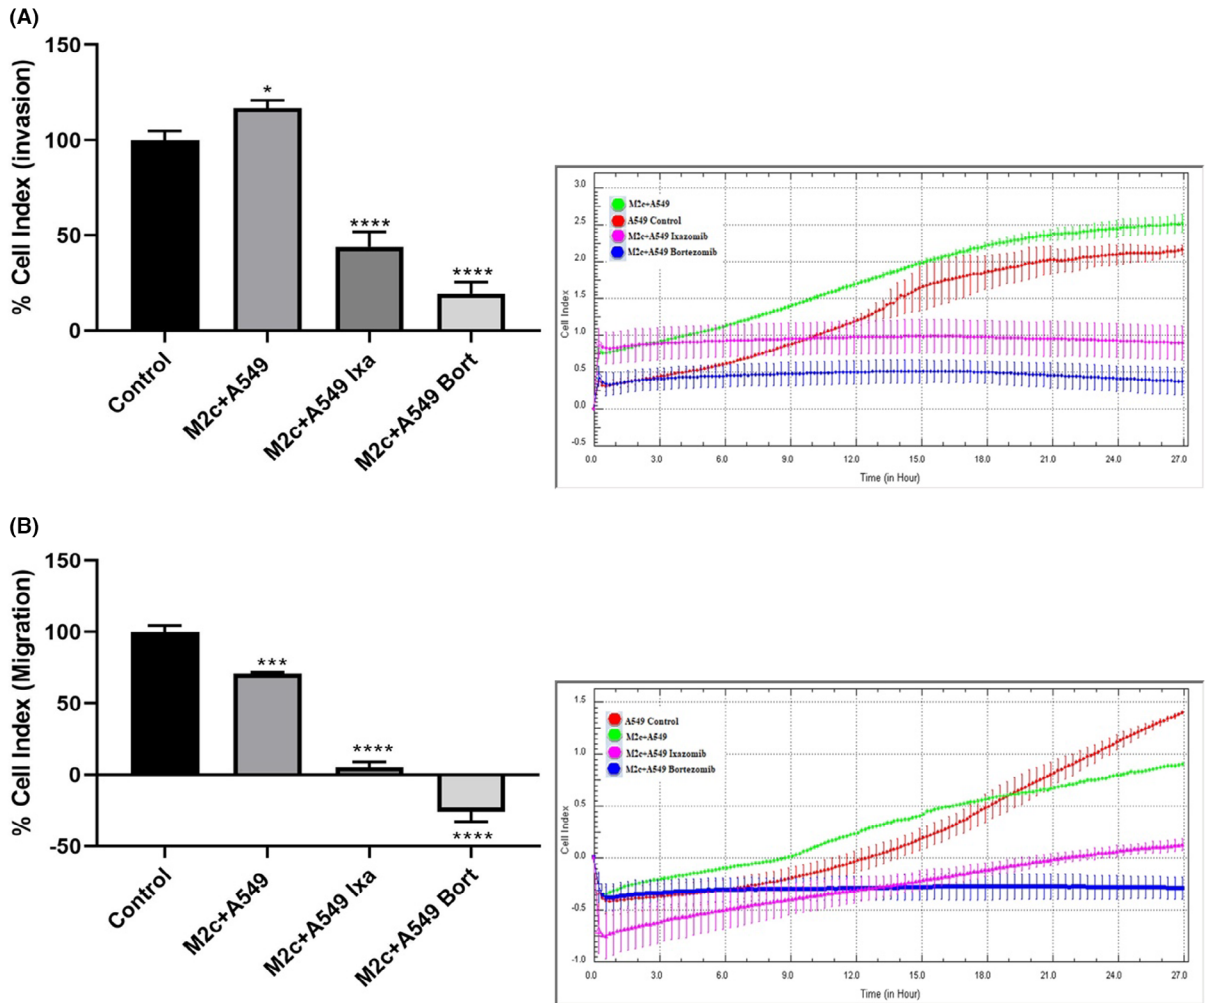 (A)
% Cell Index (invasion)
150
100
50
0
*
****
****
Control
M2c+A549
M2c+A549 Ixa
M2c+A549 Bort
3.0
2.5
2.0
1.5
1.0
0.5
0.0
-0.5
Cell Index
M2c+A549
A549 Control
M2c+A549 Ixazomib
M2c+A549 Bortezomib
0.0 3.0 6.0 9.0 12.0 15.0 18.0 21.0 24.0 27.0
Time (in Hour)
(B)
% Cell Index (Migration)
150
100
50
0
-50
***
****
****
Control
M2c+A549
M2c+A549 Ixa
M2c+A549 Bort
1.5
1.0
0.5
0.0
-0.5
-1.0
Cell Index
A549 Control
M2c+A549
M2c+A549 Ixazomib
M2c+A549 Bortezomib
0.0 3.0 6.0 9.0 12.0 15.0 18.0 21.0 24.0 27.0
Time (in Hour)